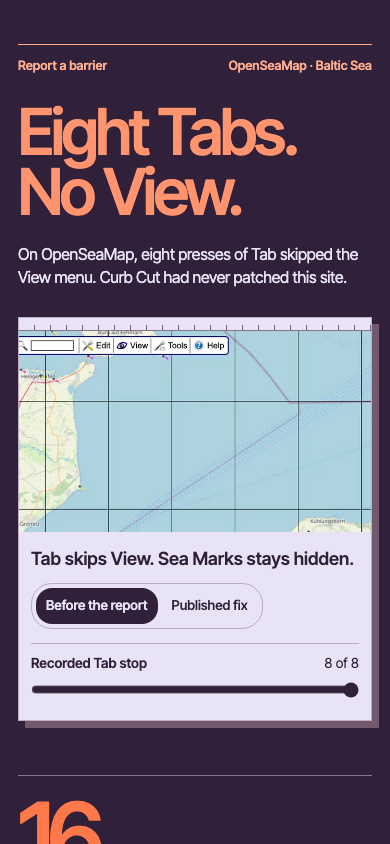 Report a barrier
OpenSeaMap · Baltic Sea
Eight Tabs.
No View.
On OpenSeaMap, eight presses of Tab skipped the
View menu. Curb Cut had never patched this site.
Edit View Tools Help
Kühlungsborn
Tab skips View. Sea Marks stays hidden.
Before the report Published fix
Recorded Tab stop 8 of 8
16